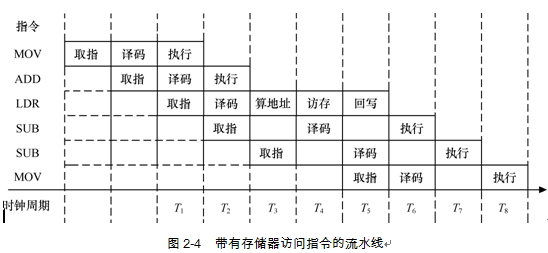 指令
MOV 取指 译码 执行
ADD 取指 译码 执行
LDR 取指 译码 算地址 访存 回写
SUB 取指 译码 执行
SUB 取指 译码 执行
MOV 取指 译码 执行
时钟周期 T1 T2 T3 T4 T5 T6 T7 T8
图 2-4 带有存储器访问指令的流水线↵